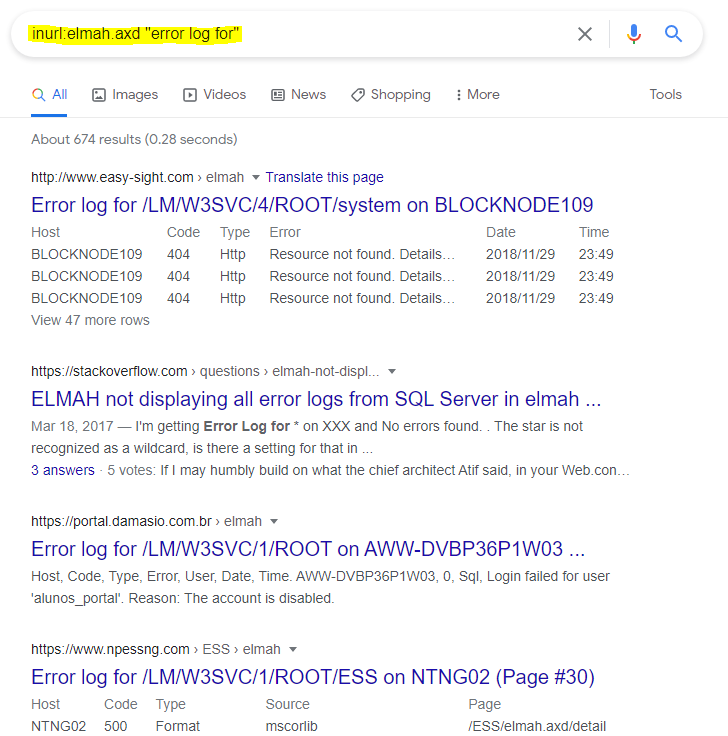 inurl:elmah.axd "error log for"
All Images Videos News Shopping More Tools
About 674 results (0.28 seconds)
http://www.easy-sight.com › elmah Translate this page
Error log for /LM/W3SVC/4/ROOT/system on BLOCKNODE109
Host Code Type Error Date Time
BLOCKNODE109 404 Http Resource not found. Details… 2018/11/29 23:49
BLOCKNODE109 404 Http Resource not found. Details… 2018/11/29 23:49
BLOCKNODE109 404 Http Resource not found. Details… 2018/11/29 23:49
View 47 more rows
https://stackoverflow.com › questions › elmah-not-displ...
ELMAH not displaying all error logs from SQL Server in elmah ...
Mar 18, 2017 — I'm getting Error Log for * on XXX and No errors found. . The star is not
recognized as a wildcard, is there a setting for that in ...
3 answers · 5 votes: If I may humbly build on what the chief architect Atif said, in your Web.con…
https://portal.damasio.com.br › elmah
Error log for /LM/W3SVC/1/ROOT on AWW-DVBP36P1W03 ...
Host, Code, Type, Error, User, Date, Time. AWW-DVBP36P1W03, 0, Sql, Login failed for user
'alunos_portal'. Reason: The account is disabled.
https://www.npessng.com › ESS › elmah
Error log for /LM/W3SVC/1/ROOT/ESS on NTNG02 (Page #30)
Host Code Type Source Page
NTNG02 500 Format mscorlib /ESS/elmah.axd/detail